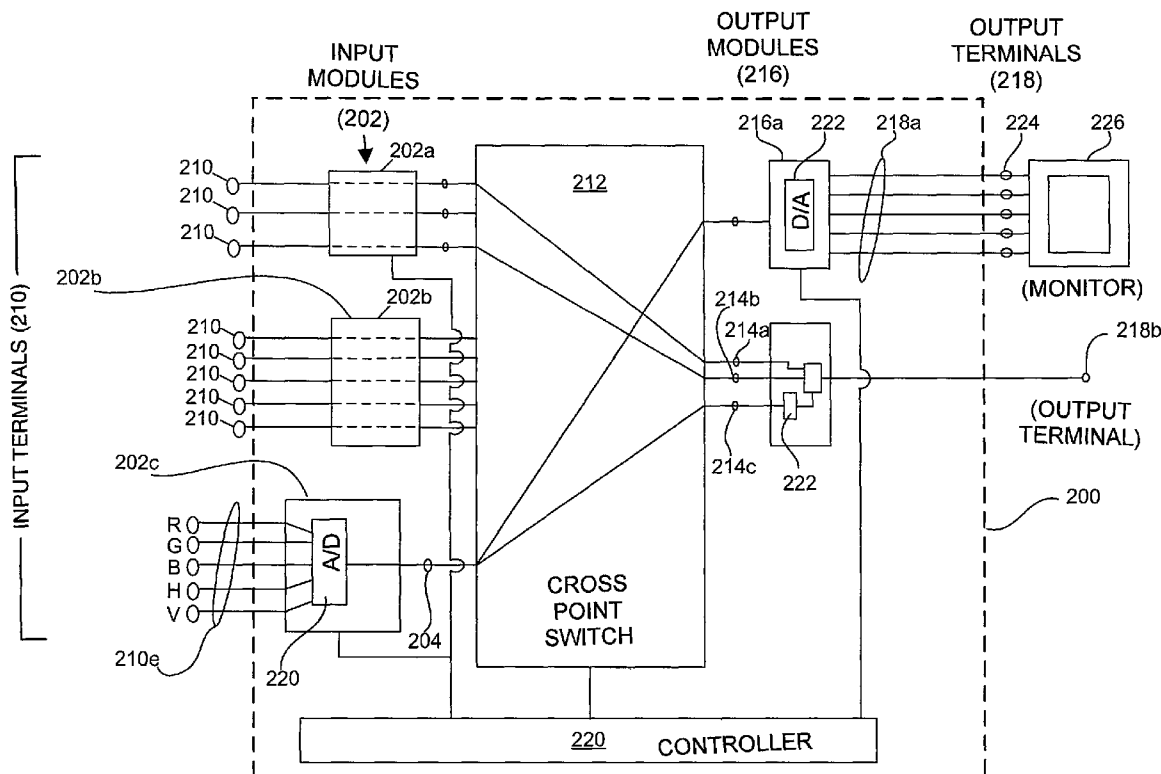 INPUT
MODULES
(202)
OUTPUT
MODULES
(216)
OUTPUT
TERMINALS
(218)
INPUT TERMINALS (210)
210
210
210
202a
202b
202b
210
210
210
210
210
202c
R
G
B
H
V
210e
A/D
220
204
212
CROSS
POINT
SWITCH
216a
222
218a
D/A
224
226
(MONITOR)
214b
214a
214c
222
218b
(OUTPUT
TERMINAL)
200
220
CONTROLLER